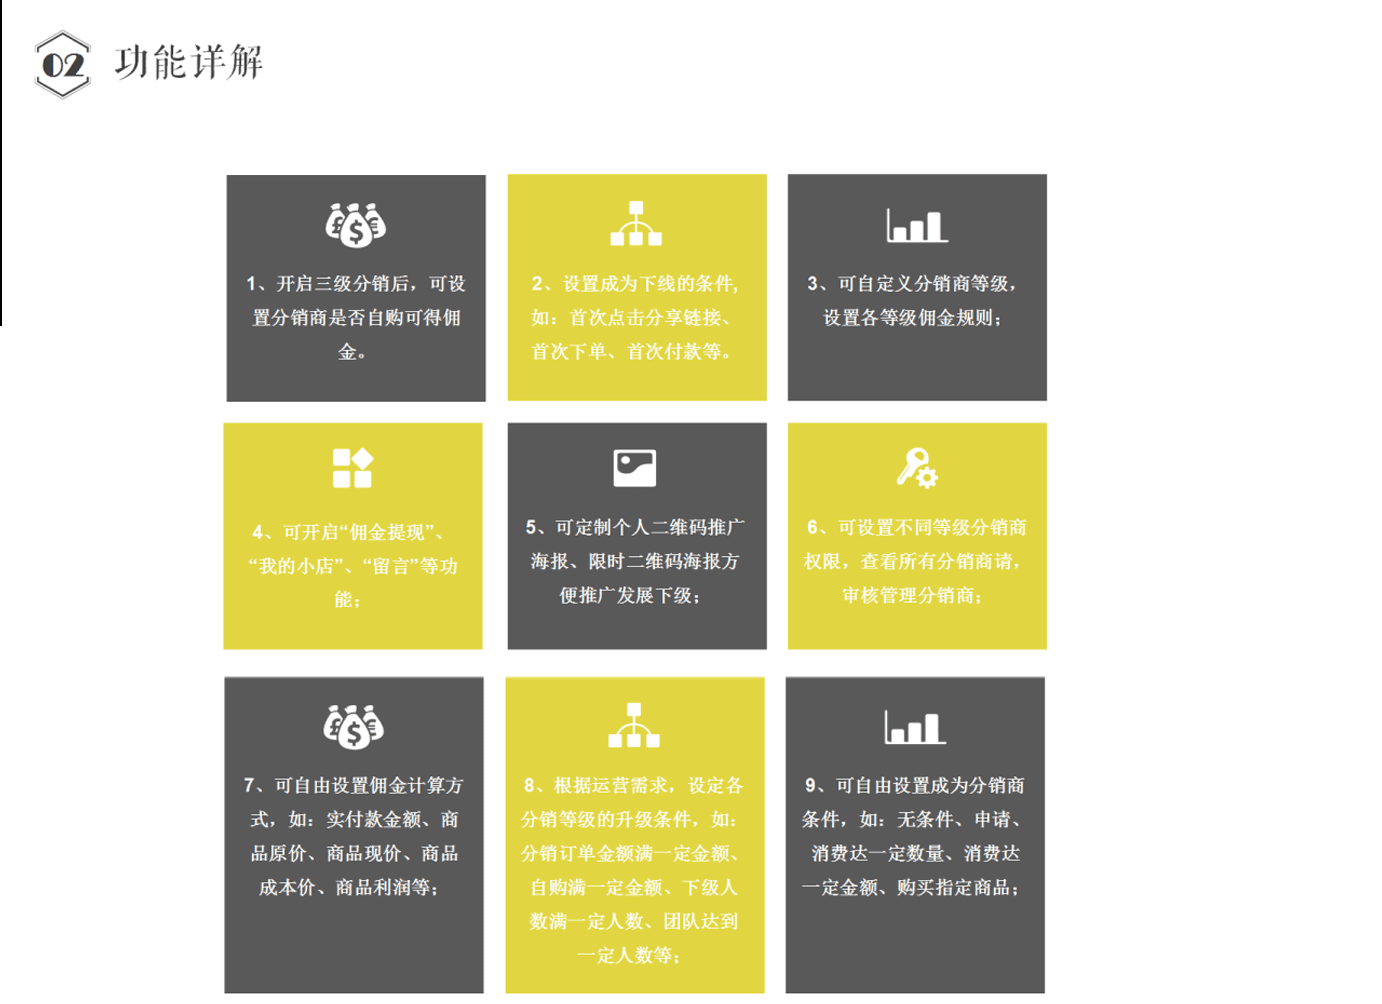 02 功能详解
1、开启三级分销后，可设
置分销商是否自购可得佣
金。
2、设置成为下线的条件,
如：首次点击分享链接、
首次下单、首次付款等。
3、可自定义分销商等级，
设置各等级佣金规则；
4、可开启“佣金提现”、
“我的小店”、“留言”等功
能；
5、可定制个人二维码推广
海报、限时二维码海报方
便推广发展下级；
6、可设置不同等级分销商
权限，查看所有分销商请，
审核管理分销商；
7、可自由设置佣金计算方
式，如：实付款金额、商
品原价、商品现价、商品
成本价、商品利润等；
8、根据运营需求，设定各
分销等级的升级条件，如：
分销订单金额满一定金额、
自购满一定金额、下级人
数满一定人数、团队达到
一定人数等；
9、可自由设置成为分销商
条件，如：无条件、申请、
消费达一定数量、消费达
一定金额、购买指定商品；